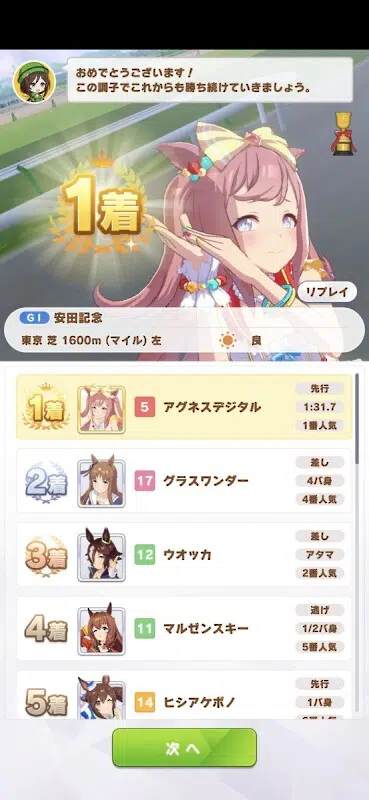 おめでとうございます!
この調子でこれからも勝ち続けていきましょう。
1着
リプレイ
GI 安田記念
東京 芝 1600m (マイル) 左 良
1着 5 アグネスデジタル 先行 1:31.7 1番人気
2着 17 グラスワンダー 差し 4バ身 4番人気
3着 12 ウオッカ 差し アタマ 2番人気
4着 11 マルゼンスキー 逃げ 1/2バ身 5番人気
5着 14 ヒシアケボノ 先行 1バ身
次へ